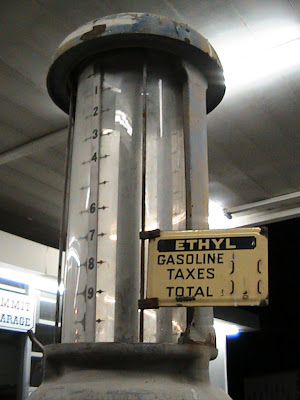 1
2
3
4
6
7
8
9
ETHYL
GASOLINE
TAXES
TOTAL
MMIT
ARAGE